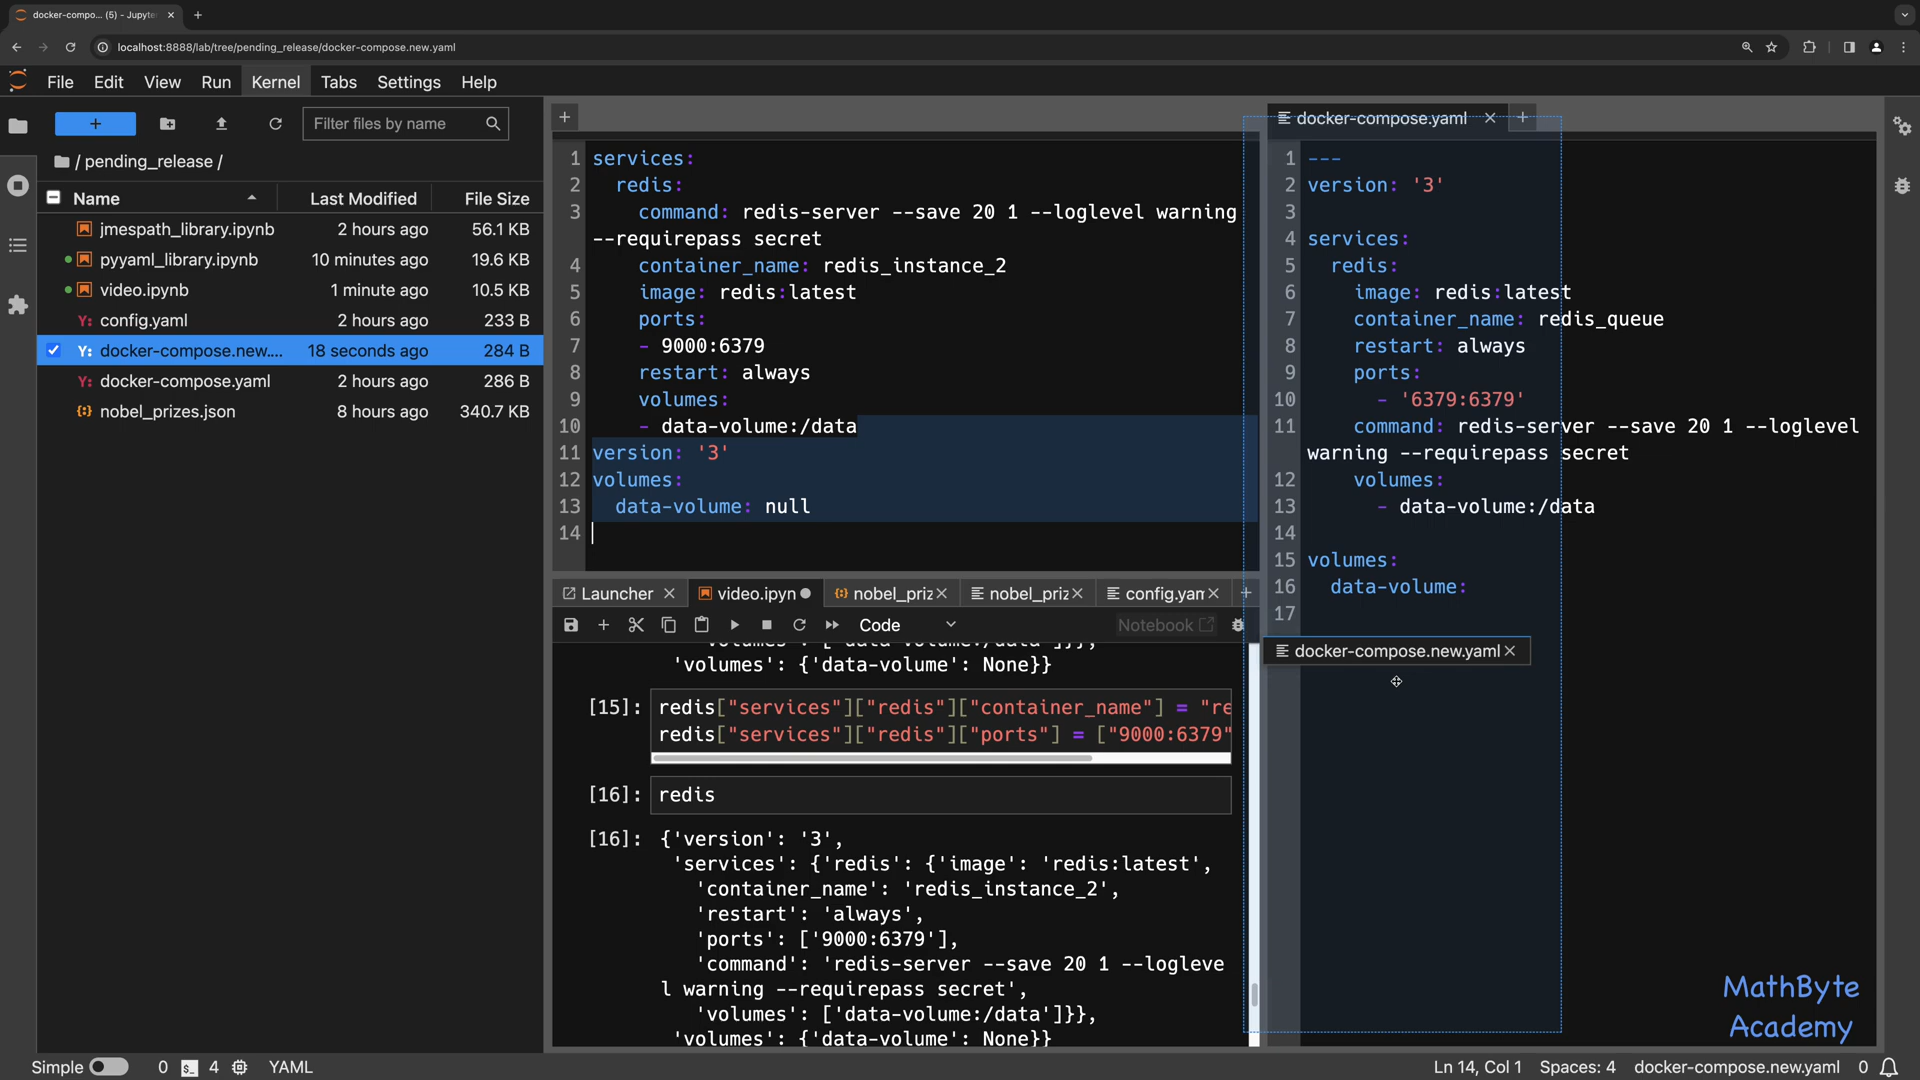 docker-compo... (5) - Jupyte
localhost:8888/lab/tree/pending_release/docker-compose.new.yaml
File Edit View Run Kernel Tabs Settings Help
Filter files by name
/ pending_release /
Name Last Modified File Size
jmespath_library.ipynb 2 hours ago 56.1 KB
pyyaml_library.ipynb 10 minutes ago 19.6 KB
video.ipynb 1 minute ago 10.5 KB
Y: config.yaml 2 hours ago 233 B
Y: docker-compose.new.... 18 seconds ago 284 B
Y: docker-compose.yaml 2 hours ago 286 B
nobel_prizes.json 8 hours ago 340.7 KB
1 services:
2 redis:
3 command: redis-server --save 20 1 --loglevel warning
--requirepass secret
4 container_name: redis_instance_2
5 image: redis:latest
6 ports:
7 - 9000:6379
8 restart: always
9 volumes:
10 - data-volume:/data
11 version: '3'
12 volumes:
13 data-volume: null
14
Launcher video.ipyn nobel_priz nobel_priz config.yam
Code Notebook
'volumes': ['data-volume:/data']}},
'volumes': {'data-volume': None}}
[15]: redis["services"]["redis"]["container_name"] = "re
redis["services"]["redis"]["ports"] = ["9000:6379"
[16]: redis
[16]: {'version': '3',
'services': {'redis': {'image': 'redis:latest',
'container_name': 'redis_instance_2',
'restart': 'always',
'ports': ['9000:6379'],
'command': 'redis-server --save 20 1 --logleve
l warning --requirepass secret',
'volumes': ['data-volume:/data']}},
'volumes': {'data-volume': None}}
docker-compose.yaml
1 ---
2 version: '3'
3
4 services:
5 redis:
6 image: redis:latest
7 container_name: redis_queue
8 restart: always
9 ports:
10 - '6379:6379'
11 command: redis-server --save 20 1 --loglevel
warning --requirepass secret
12 volumes:
13 - data-volume:/data
14
15 volumes:
16 data-volume:
17
docker-compose.new.yaml
MathByte
Academy
Simple 0 4 YAML Ln 14, Col 1 Spaces: 4 docker-compose.new.yaml 0